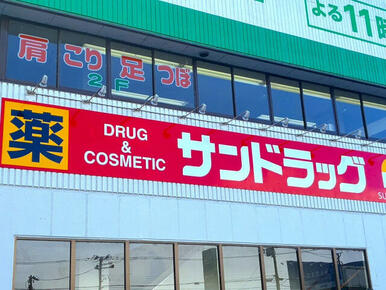 よる11時
肩こり足つぼ
2F
薬
DRUG
&
COSMETIC
サンドラッグ
SU